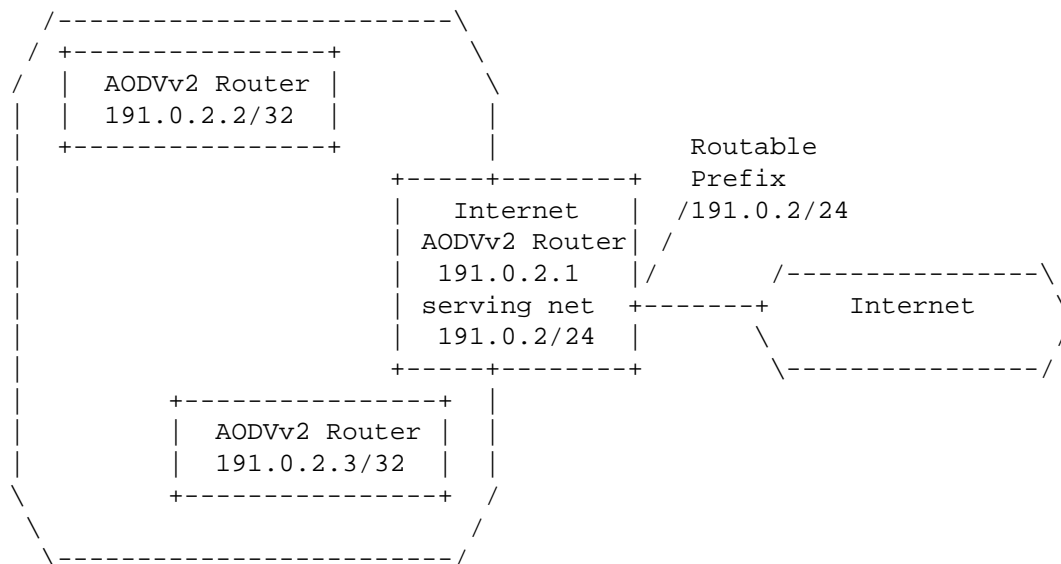 AODVv2 Router
191.0.2.2/32
Routable
Prefix
Internet
/191.0.2/24
AODVv2 Router
191.0.2.1
serving net
Internet
191.0.2/24
AODVv2 Router
191.0.2.3/32